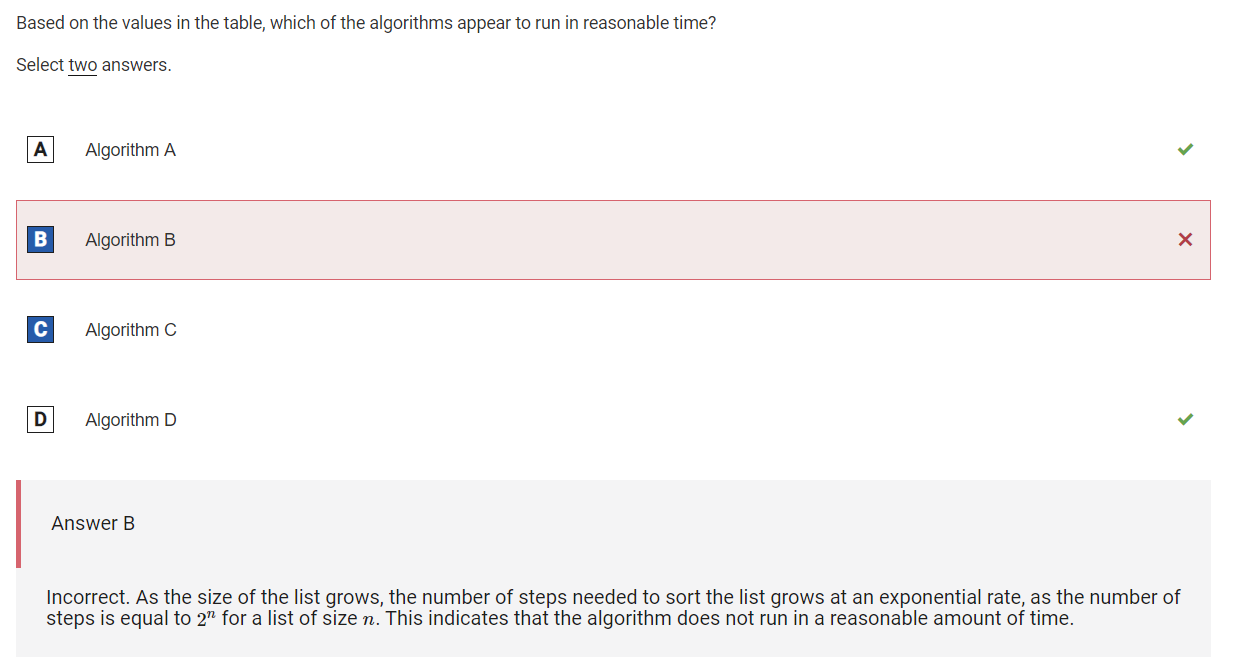 Based on the values in the table, which of the algorithms appear to run in reasonable time?
Select two answers.
A Algorithm A
B Algorithm B
C Algorithm C
D Algorithm D
Answer B
Incorrect. As the size of the list grows, the number of steps needed to sort the list grows at an exponential rate, as the number of
steps is equal to 2ⁿ for a list of size n. This indicates that the algorithm does not run in a reasonable amount of time.